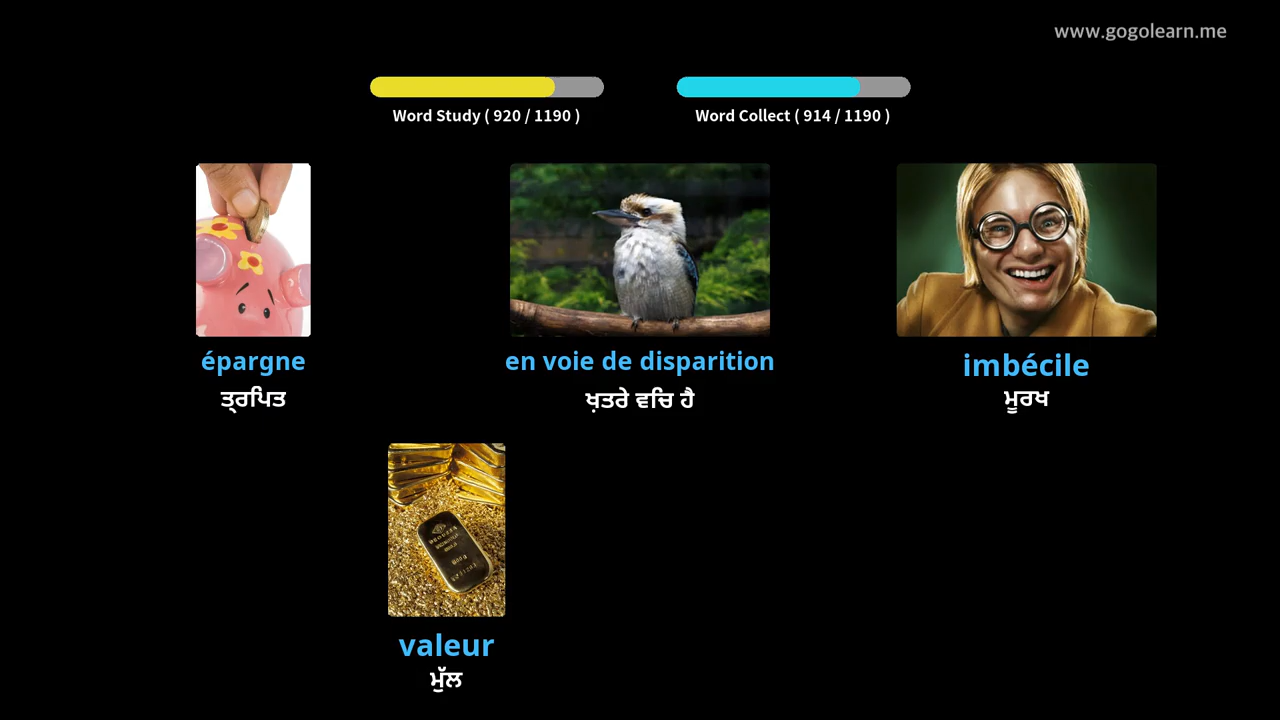 www.gogolearn.me
Word Study ( 920 / 1190 )
Word Collect ( 914 / 1190 )
épargne
ਤ੍ਰਪਿਤ
en voie de disparition
ਖ਼ਤਰੇ ਵਚਿ ਹੈ
imbécile
ਮੂਰਖ
valeur
ਮੁੱਲ